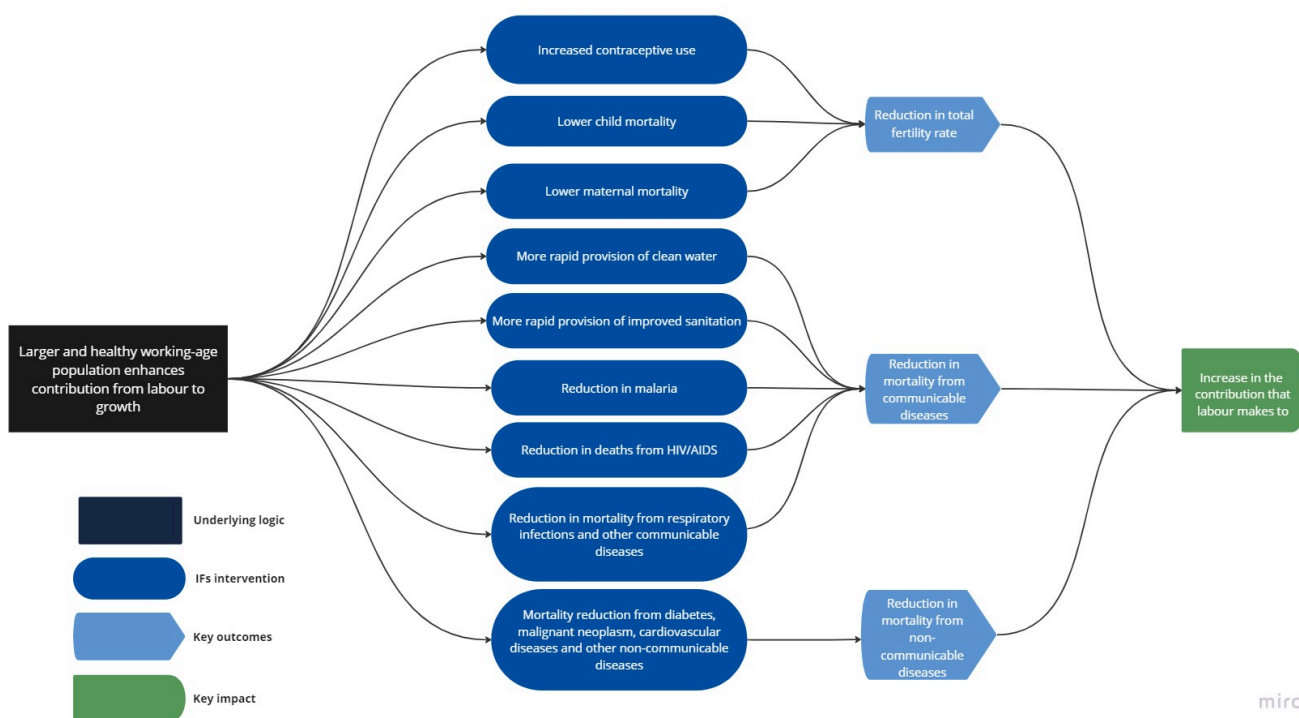 Increased contraceptive use
Lower child mortality
Reduction in total
fertility rate
Lower maternal mortality
More rapid provision of clean water
More rapid provision of improved sanitation
Larger and healthy working-age
population enhances
contribution from labour to
growth
Reduction in malaria
Reduction in
mortality from
communicable
diseases
Increase in the
contribution that
labour makes to
Reduction in deaths from HIV/AIDS
Reduction in mortality from respiratory
infections and other communicable
diseases
Mortality reduction from diabetes,
malignant neoplasm, cardiovascular
diseases and other non-communicable
diseases
Reduction in
mortality from
non-
communicable
diseases
Underlying logic
IFs intervention
Key outcomes
Key impact
miro